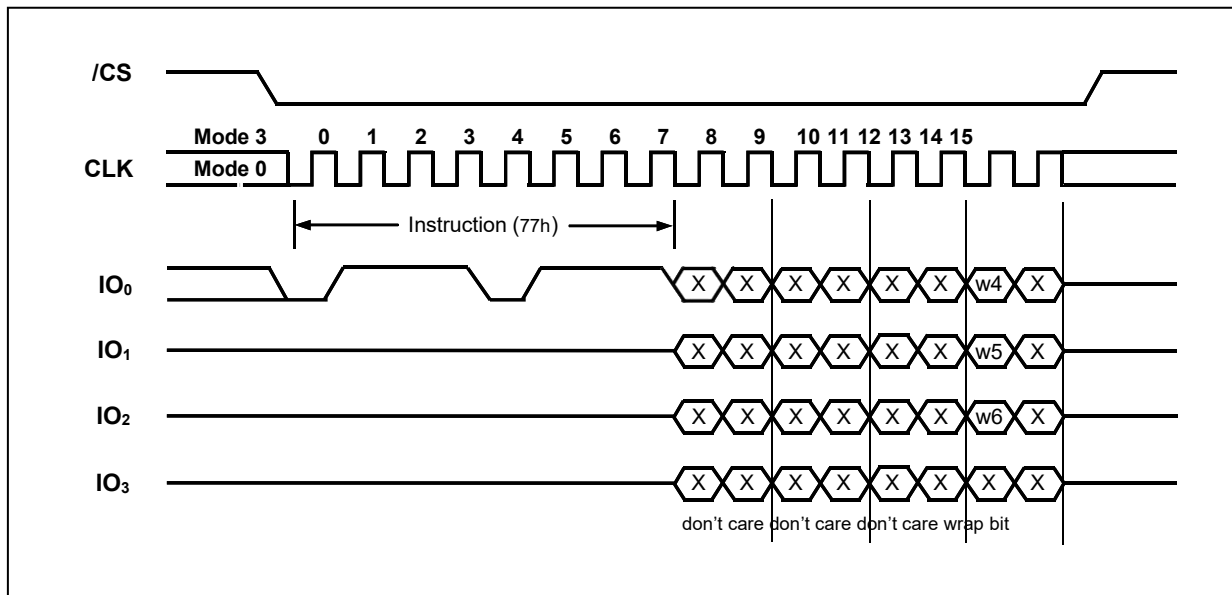 /CS
Mode 3 0 1 2 3 4 5 6 7 8 9 10 11 12 13 14 15
CLK Mode 0
Instruction (77h)
IO0 X X X X X X w4 X
IO1 X X X X X X w5 X
IO2 X X X X X X w6 X
IO3 X X X X X X X X
don't care don't care don't care wrap bit